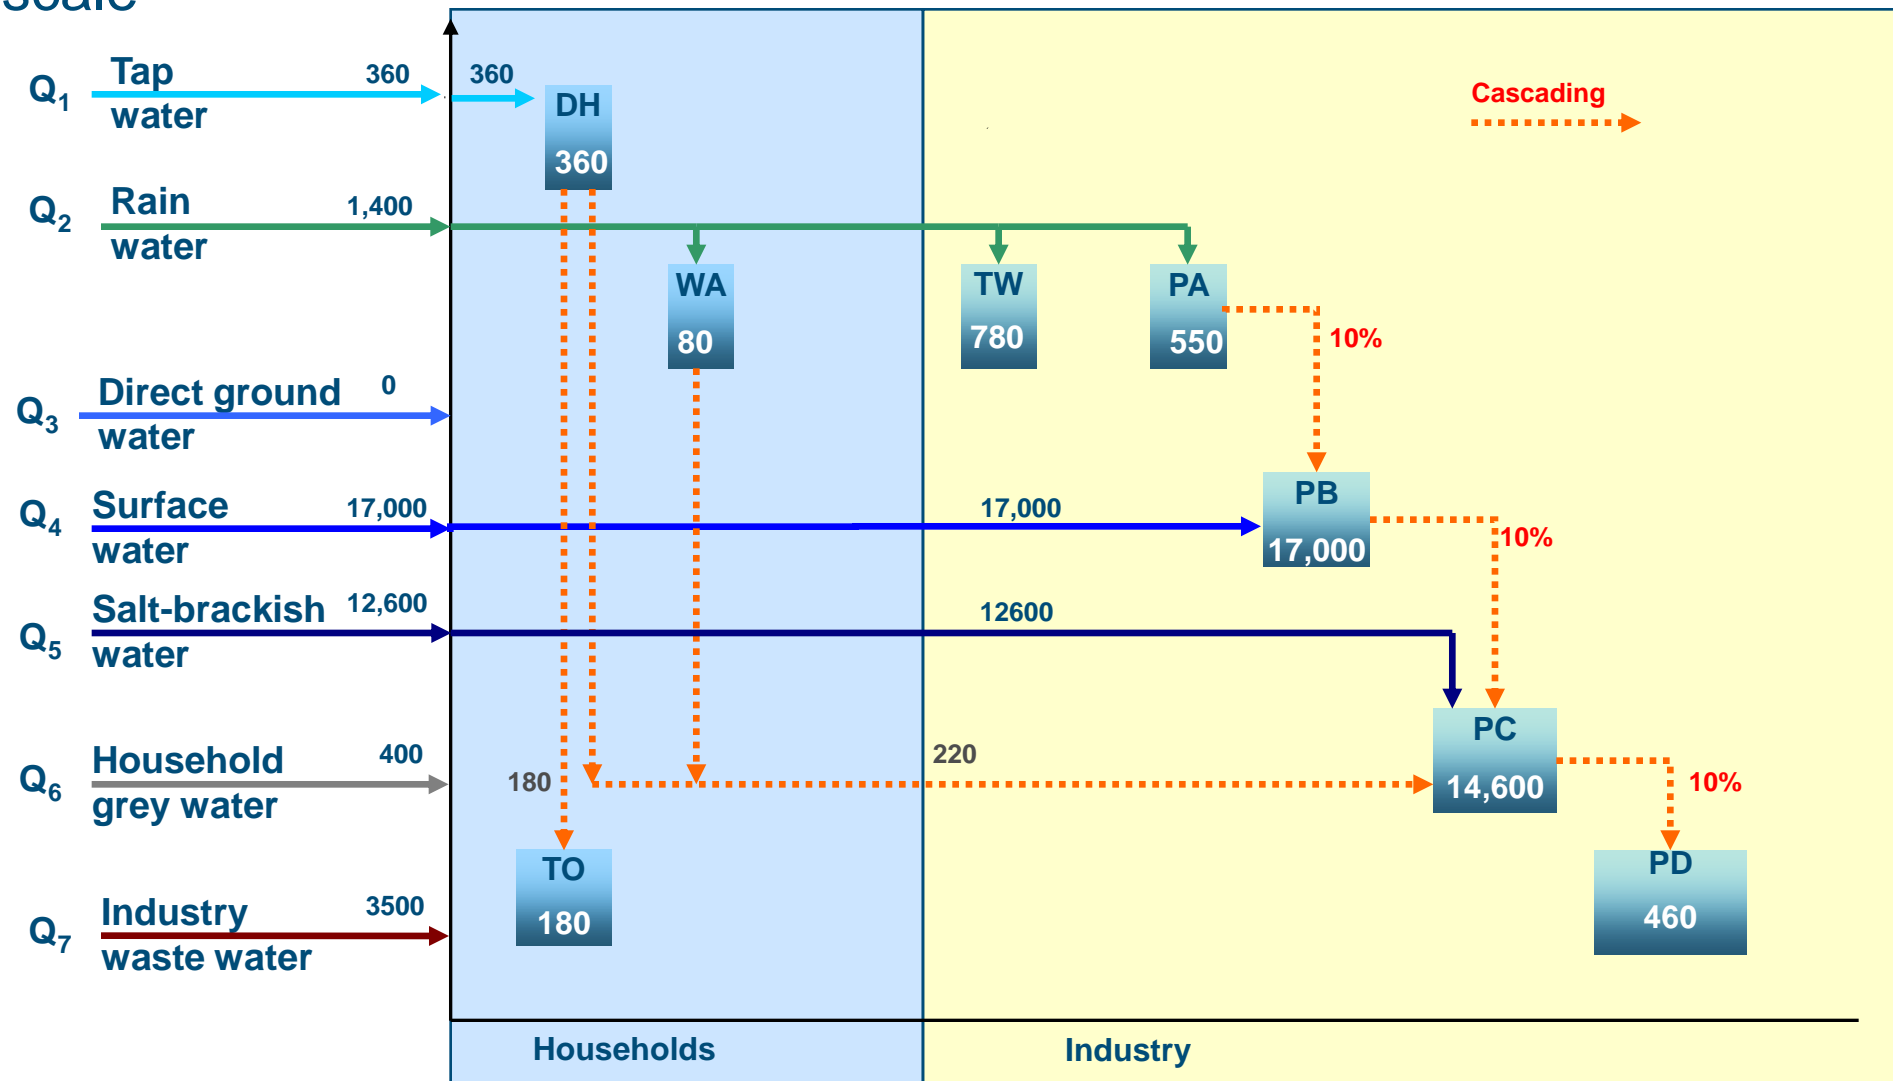 scale
Q1
Tap
water
360
360
DH
360
Cascading
Q2
Rain
water
1,400
WA
80
TW
780
PA
550
10%
Q3
Direct ground
water
0
Q4
Surface
water
17,000
17,000
PB
17,000
10%
Q5
Salt-brackish
water
12,600
12600
Q6
Household
grey water
400
180
220
PC
14,600
10%
TO
180
PD
460
Q7
Industry
waste water
3500
Households
Industry